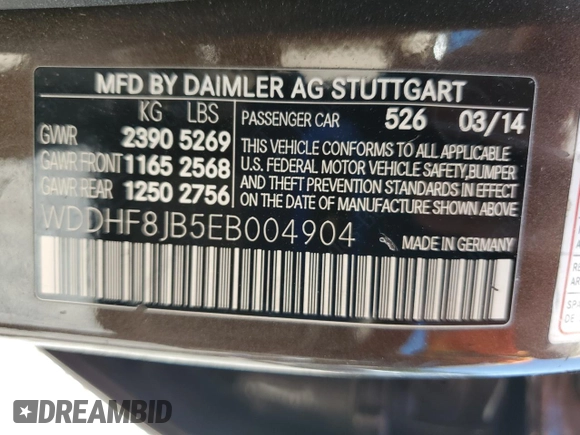 MFD BY DAIMLER AG STUTTGART
KG LBS
PASSENGER CAR 526 03/14
GVWR 2390 5269
GAWR FRONT 1165 2568
GAWR REAR 1250 2756
THIS VEHICLE CONFORMS TO ALL APPLICABLE
U.S. FEDERAL MOTOR VEHICLE SAFETY, BUMPER
AND THEFT PREVENTION STANDARDS IN EFFECT
ON THE DATE OF MANUFACTURE SHOWN ABOVE.
WDDHF8JB5EB004904
MADE IN GERMANY
DREAMBID